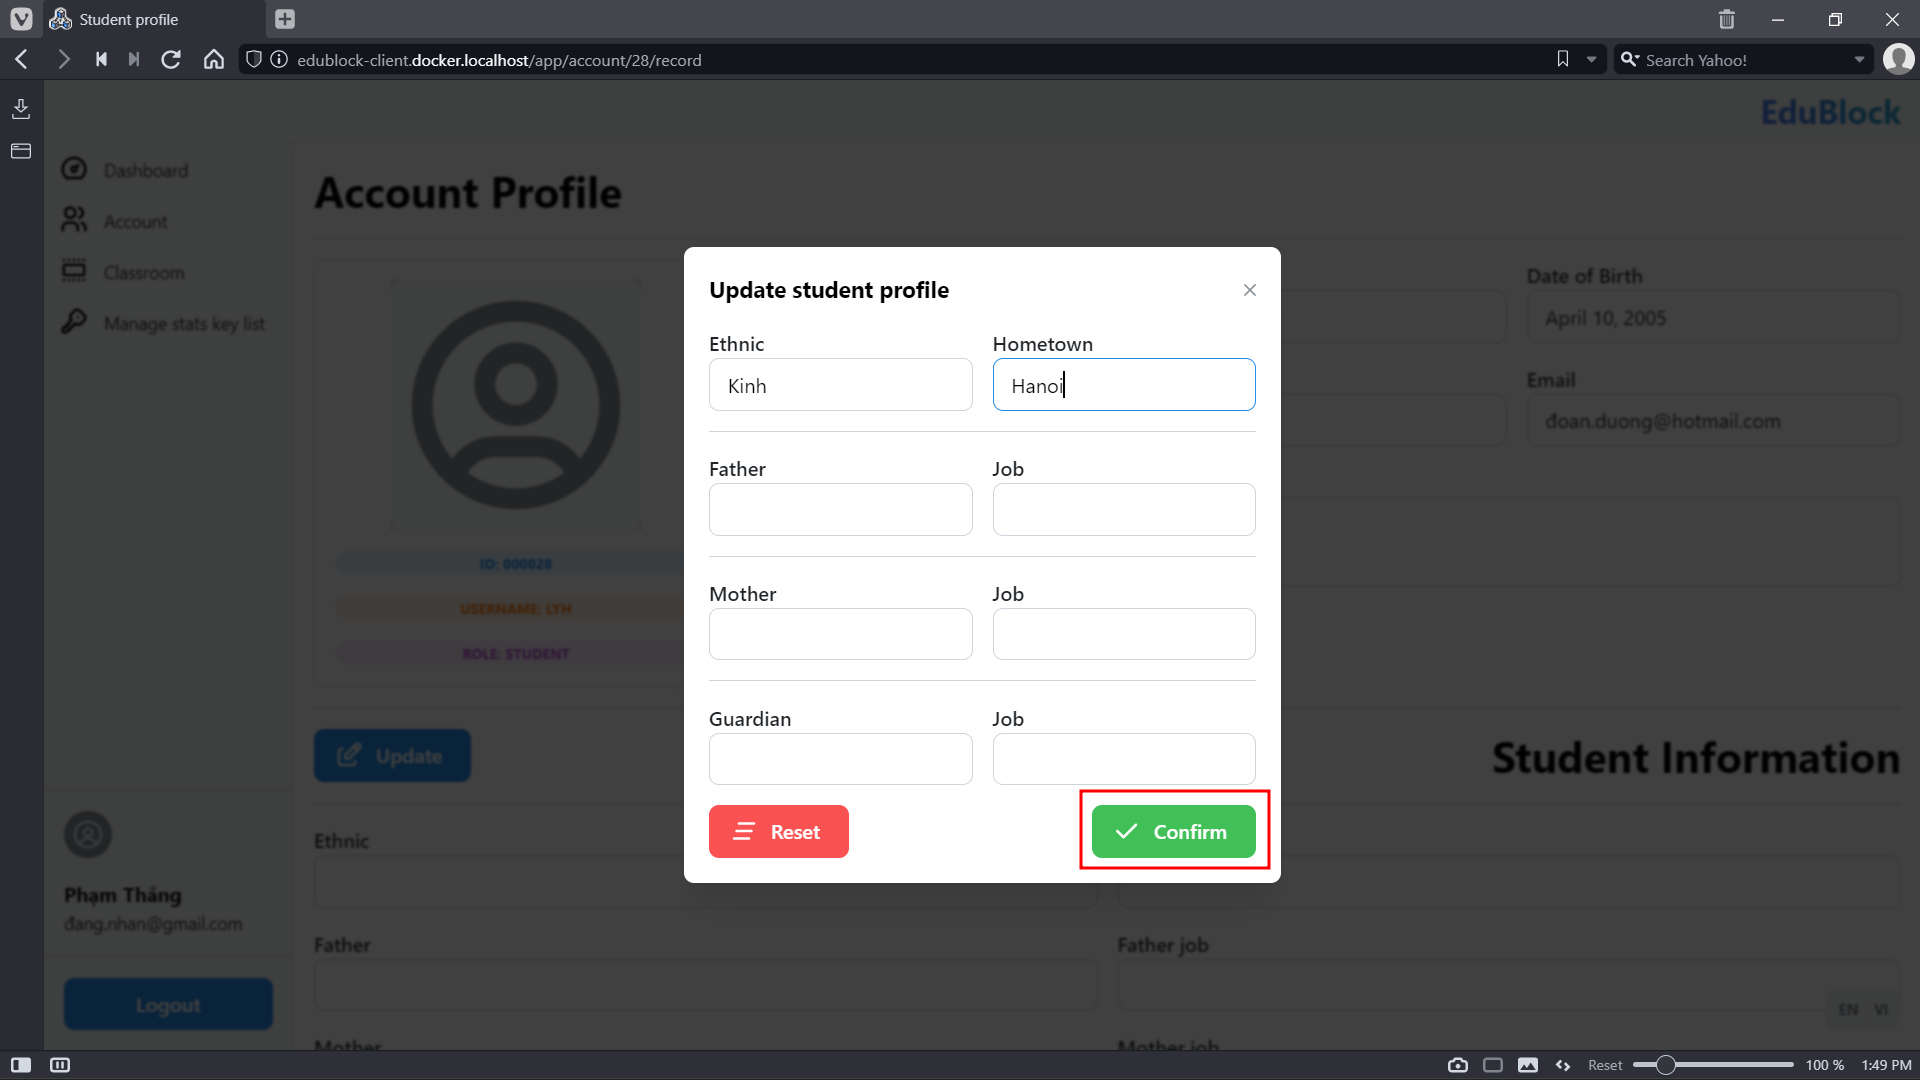 Student profile
edublock-client.docker.localhost/app/account/28/record
Search Yahoo!
EduBlock
Dashboard
Account
Classroom
Manage stats key list
Account Profile
Date of Birth
April 10, 2005
Email
đoan.duong@hotmail.com
ID: 000028
USERNAME: LYH
ROLE: STUDENT
Update
Student Information
Ethnic
Father
Father job
Mother
Mother job
Update student profile
Ethnic
Hometown
Kinh
Hanoi
Father
Job
Mother
Job
Guardian
Job
Reset
Confirm
Phạm Thắng
đang.nhan@gmail.com
Logout
EN
VI
Reset
100 %
1:49 PM